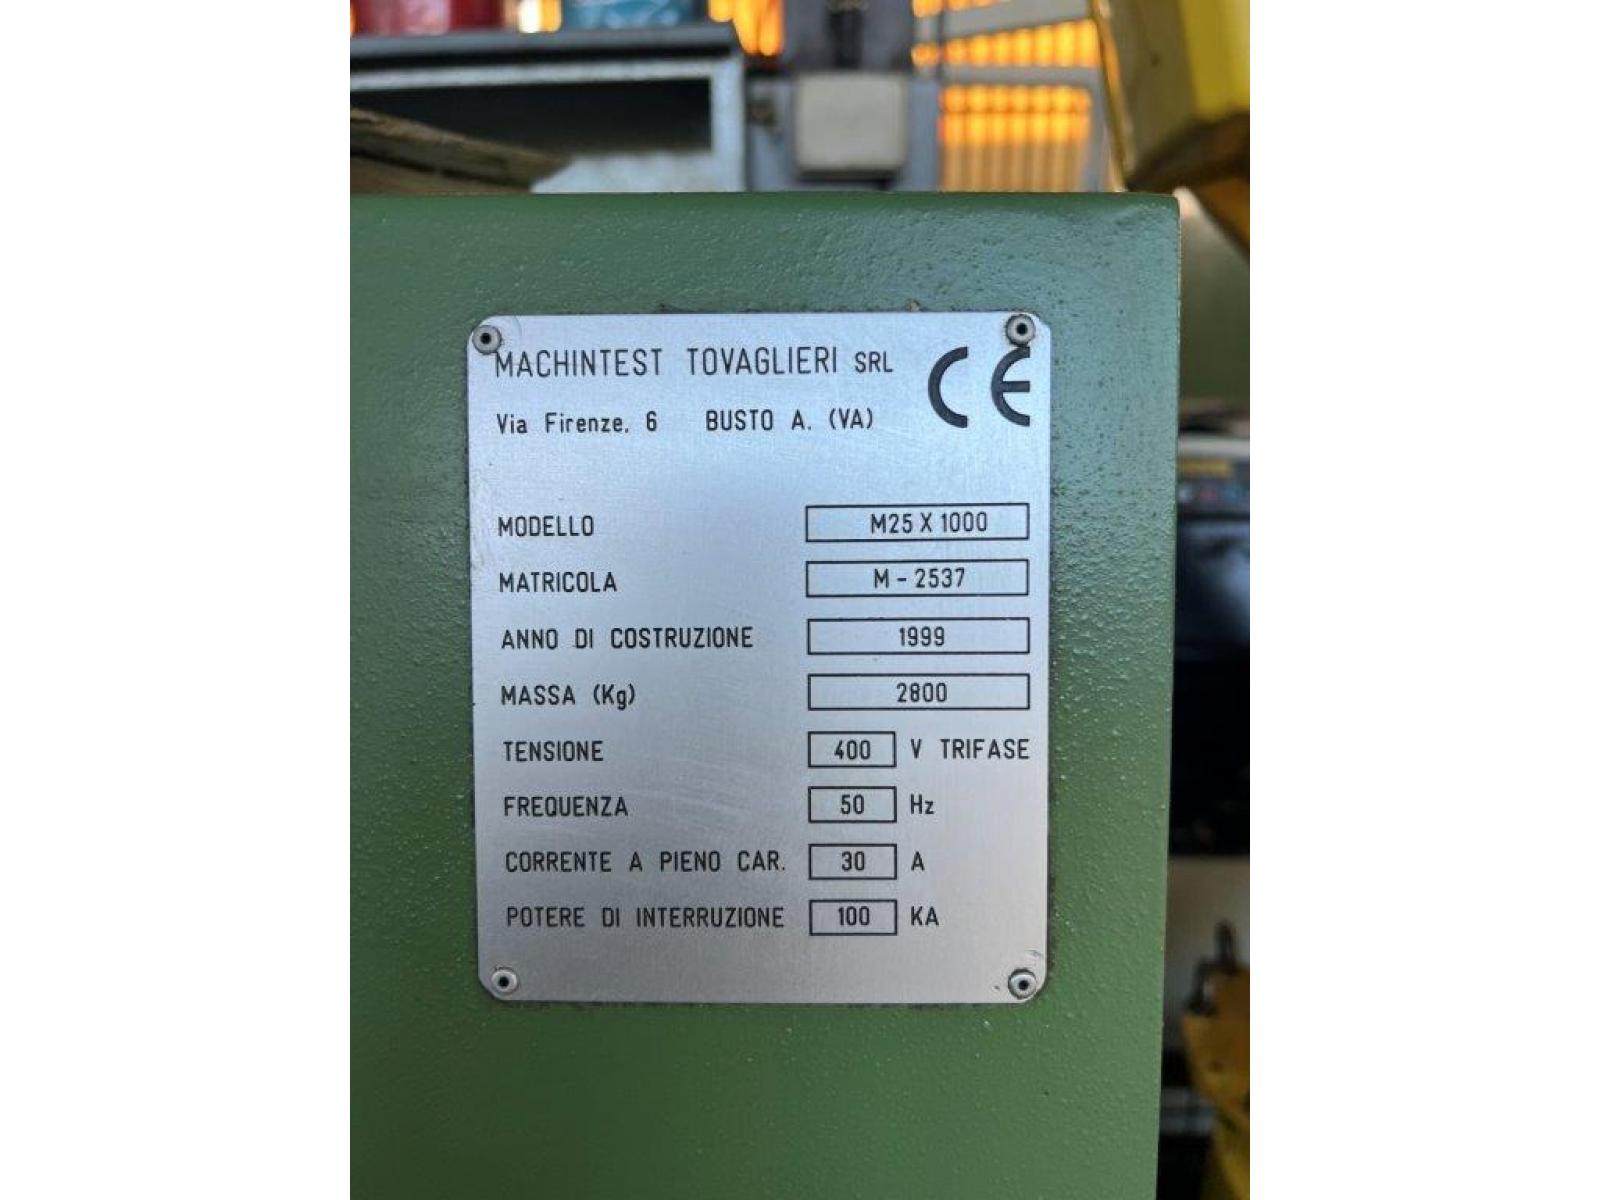 MACHINTEST TOVAGLIERI SRL CE
Via Firenze, 6 BUSTO A. (VA)
MODELLO M25 X 1000
MATRICOLA M - 2537
ANNO DI COSTRUZIONE 1999
MASSA (Kg) 2800
TENSIONE 400 V TRIFASE
FREQUENZA 50 Hz
CORRENTE A PIENO CAR. 30 A
POTERE DI INTERRUZIONE 100 KA